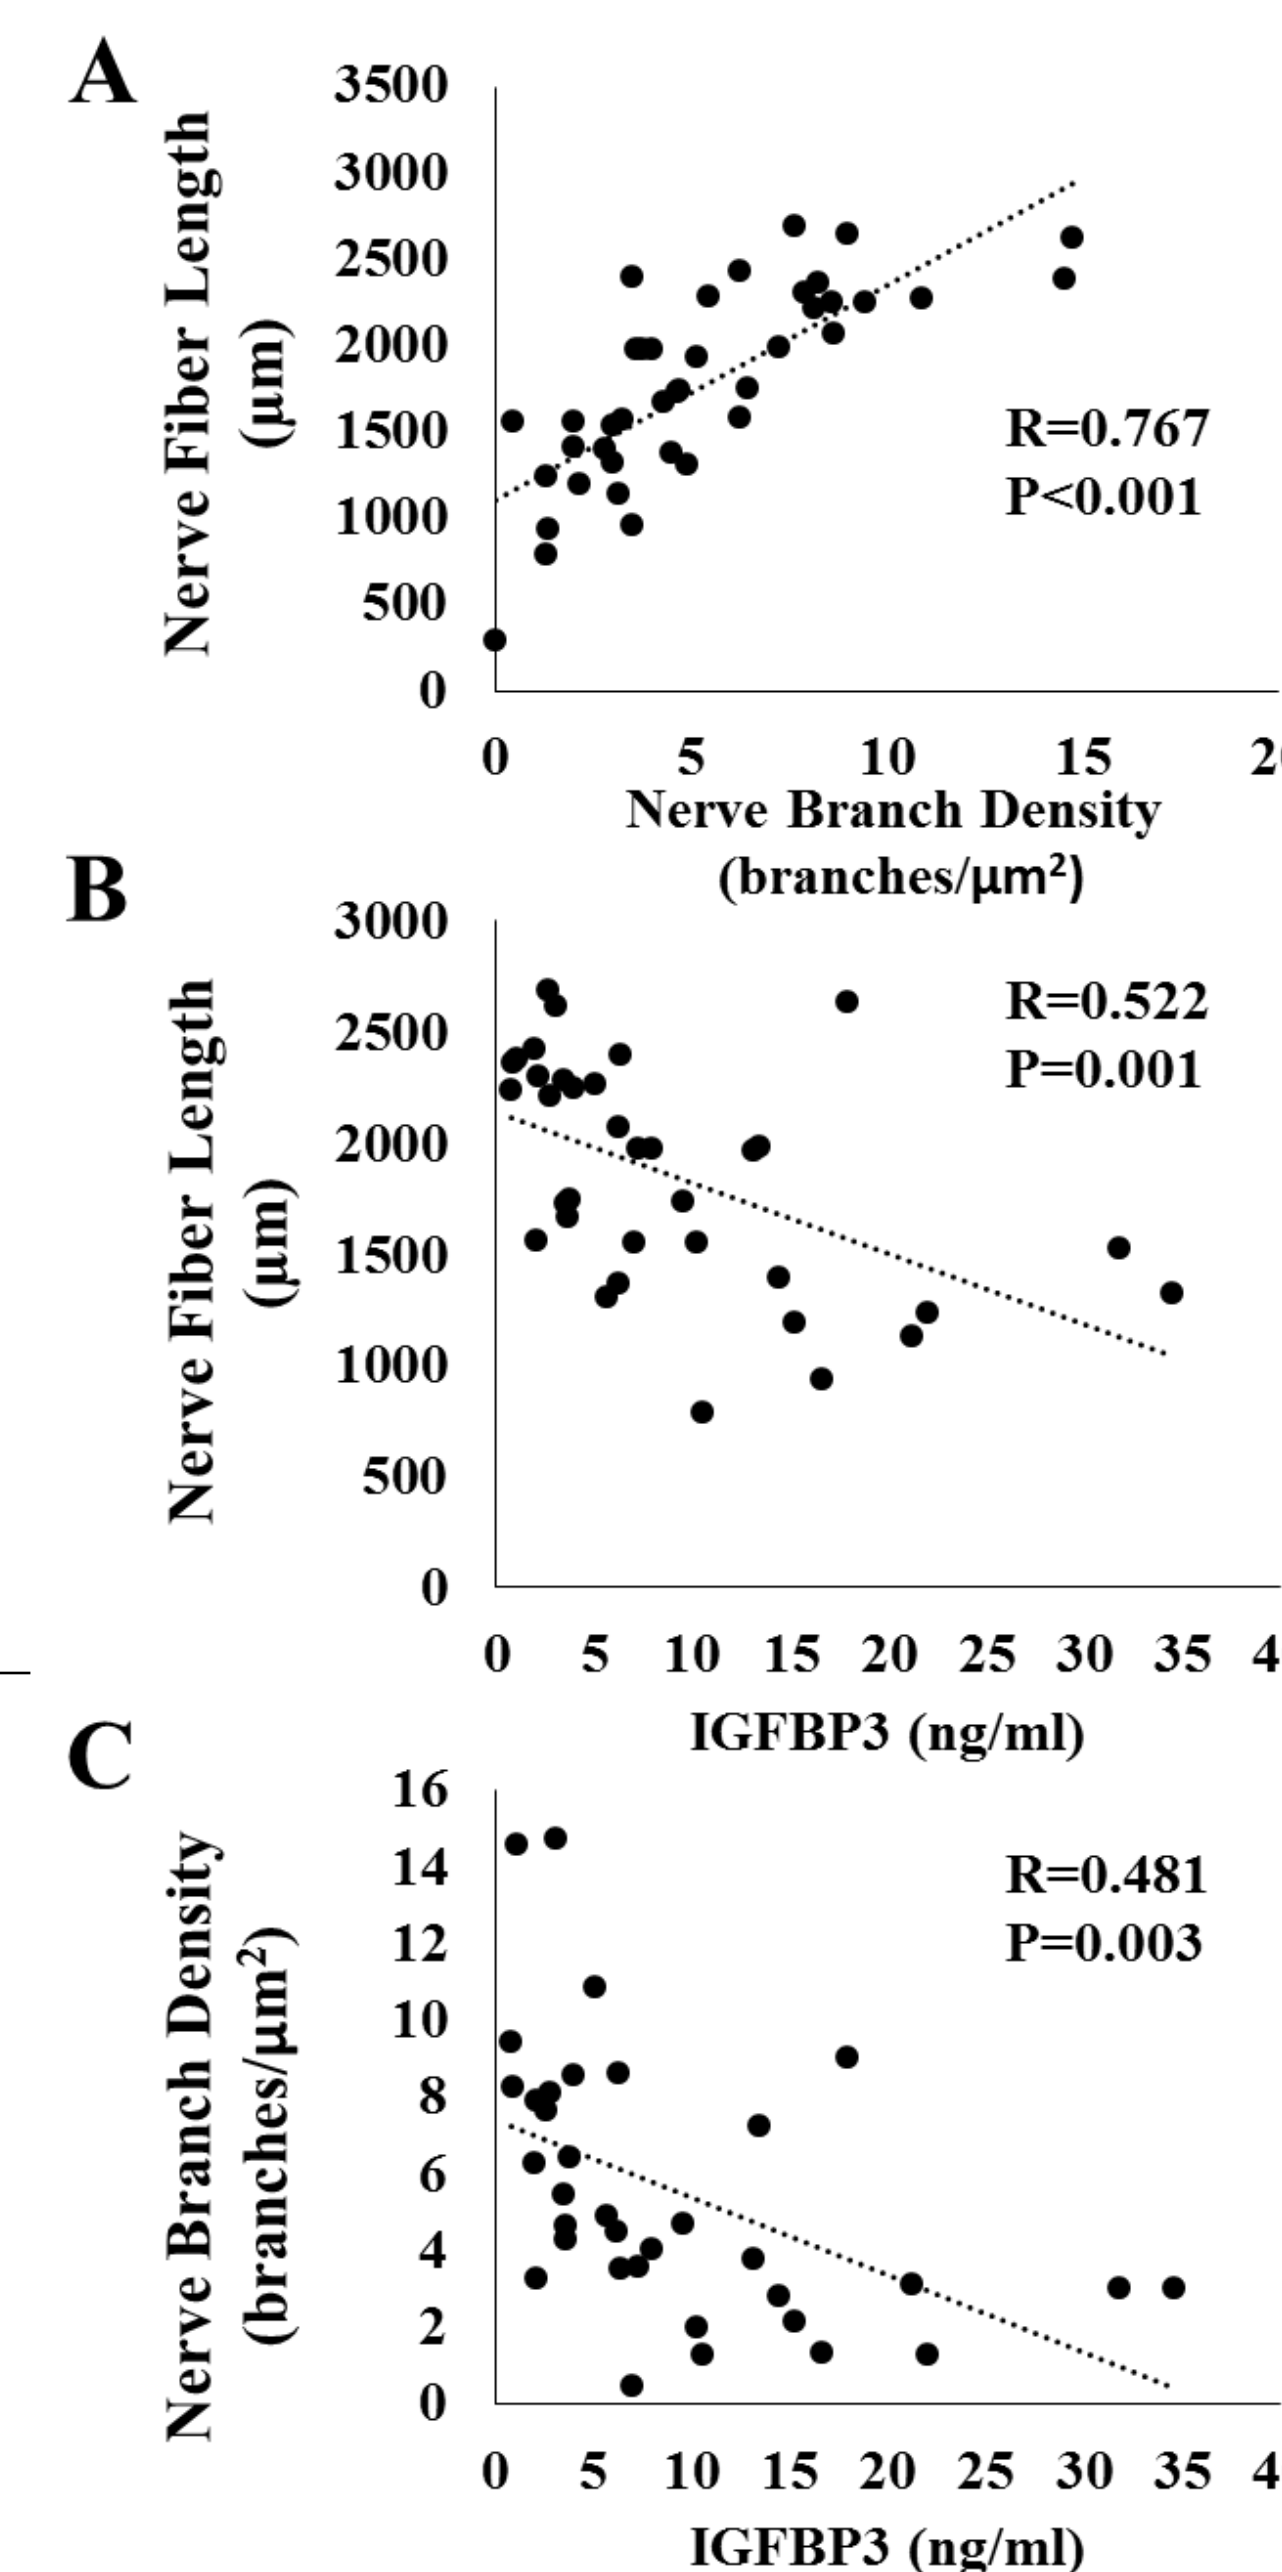 A
Nerve Fiber Length
(μm)
3500
3000
2500
2000
1500
1000
500
0
R=0.767
P<0.001
0 5 10 15 20
Nerve Branch Density
(branches/μm²)
B
Nerve Fiber Length
(μm)
3000
2500
2000
1500
1000
500
0
R=0.522
P=0.001
0 5 10 15 20 25 30 35 4
IGFBP3 (ng/ml)
C
Nerve Branch Density
(branches/μm²)
16
14
12
10
8
6
4
2
0
R=0.481
P=0.003
0 5 10 15 20 25 30 35 4
IGFBP3 (ng/ml)